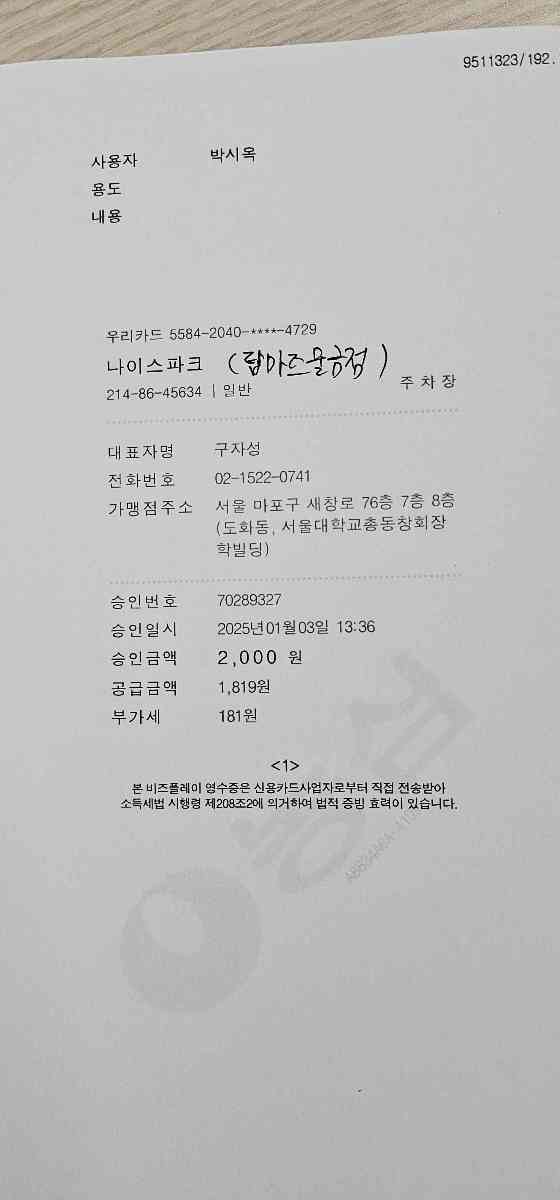 9511323/192.
사용자 박시옥
용도
내용
우리카드 5584-2040-****-4729
나이스파크 (탑마즈울금점)
214-86-45634 | 일반 주차장
대표자명 구자성
전화번호 02-1522-0741
가맹점주소 서울 마포구 새창로 76층 7층 8층
(도화동, 서울대학교총동창회장
학빌딩)
승인번호 70289327
승인일시 2025년01월03일 13:36
승인금액 2,000 원
공급금액 1,819원
부가세 181원
<1>
본 비즈플레이 영수증은 신용카드사업자로부터 직접 전송받아
소득세법 시행령 제208조2에 의거하여 법적 증빙 효력이 있습니다.